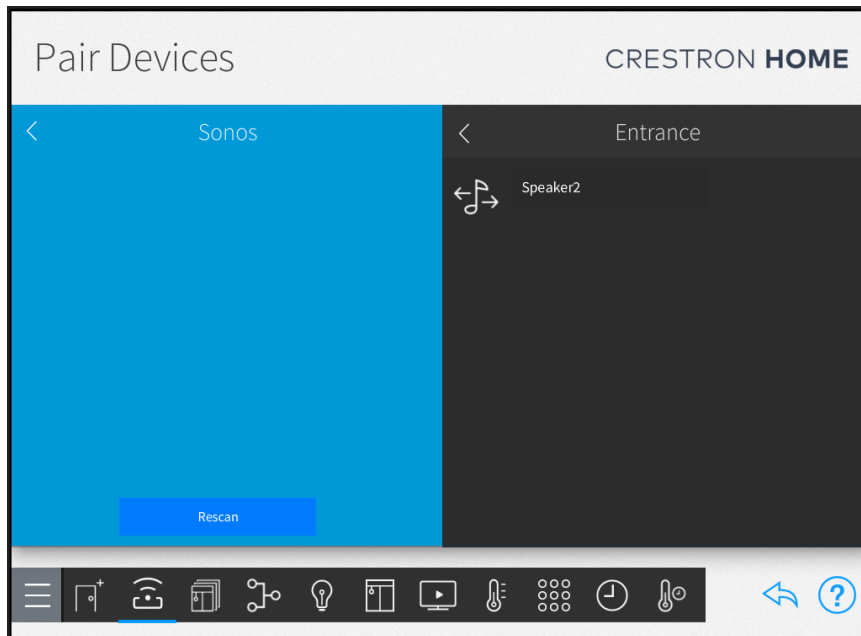 Pair Devices
CRESTRON HOME
Sonos
Entrance
Speaker2
Rescan
?